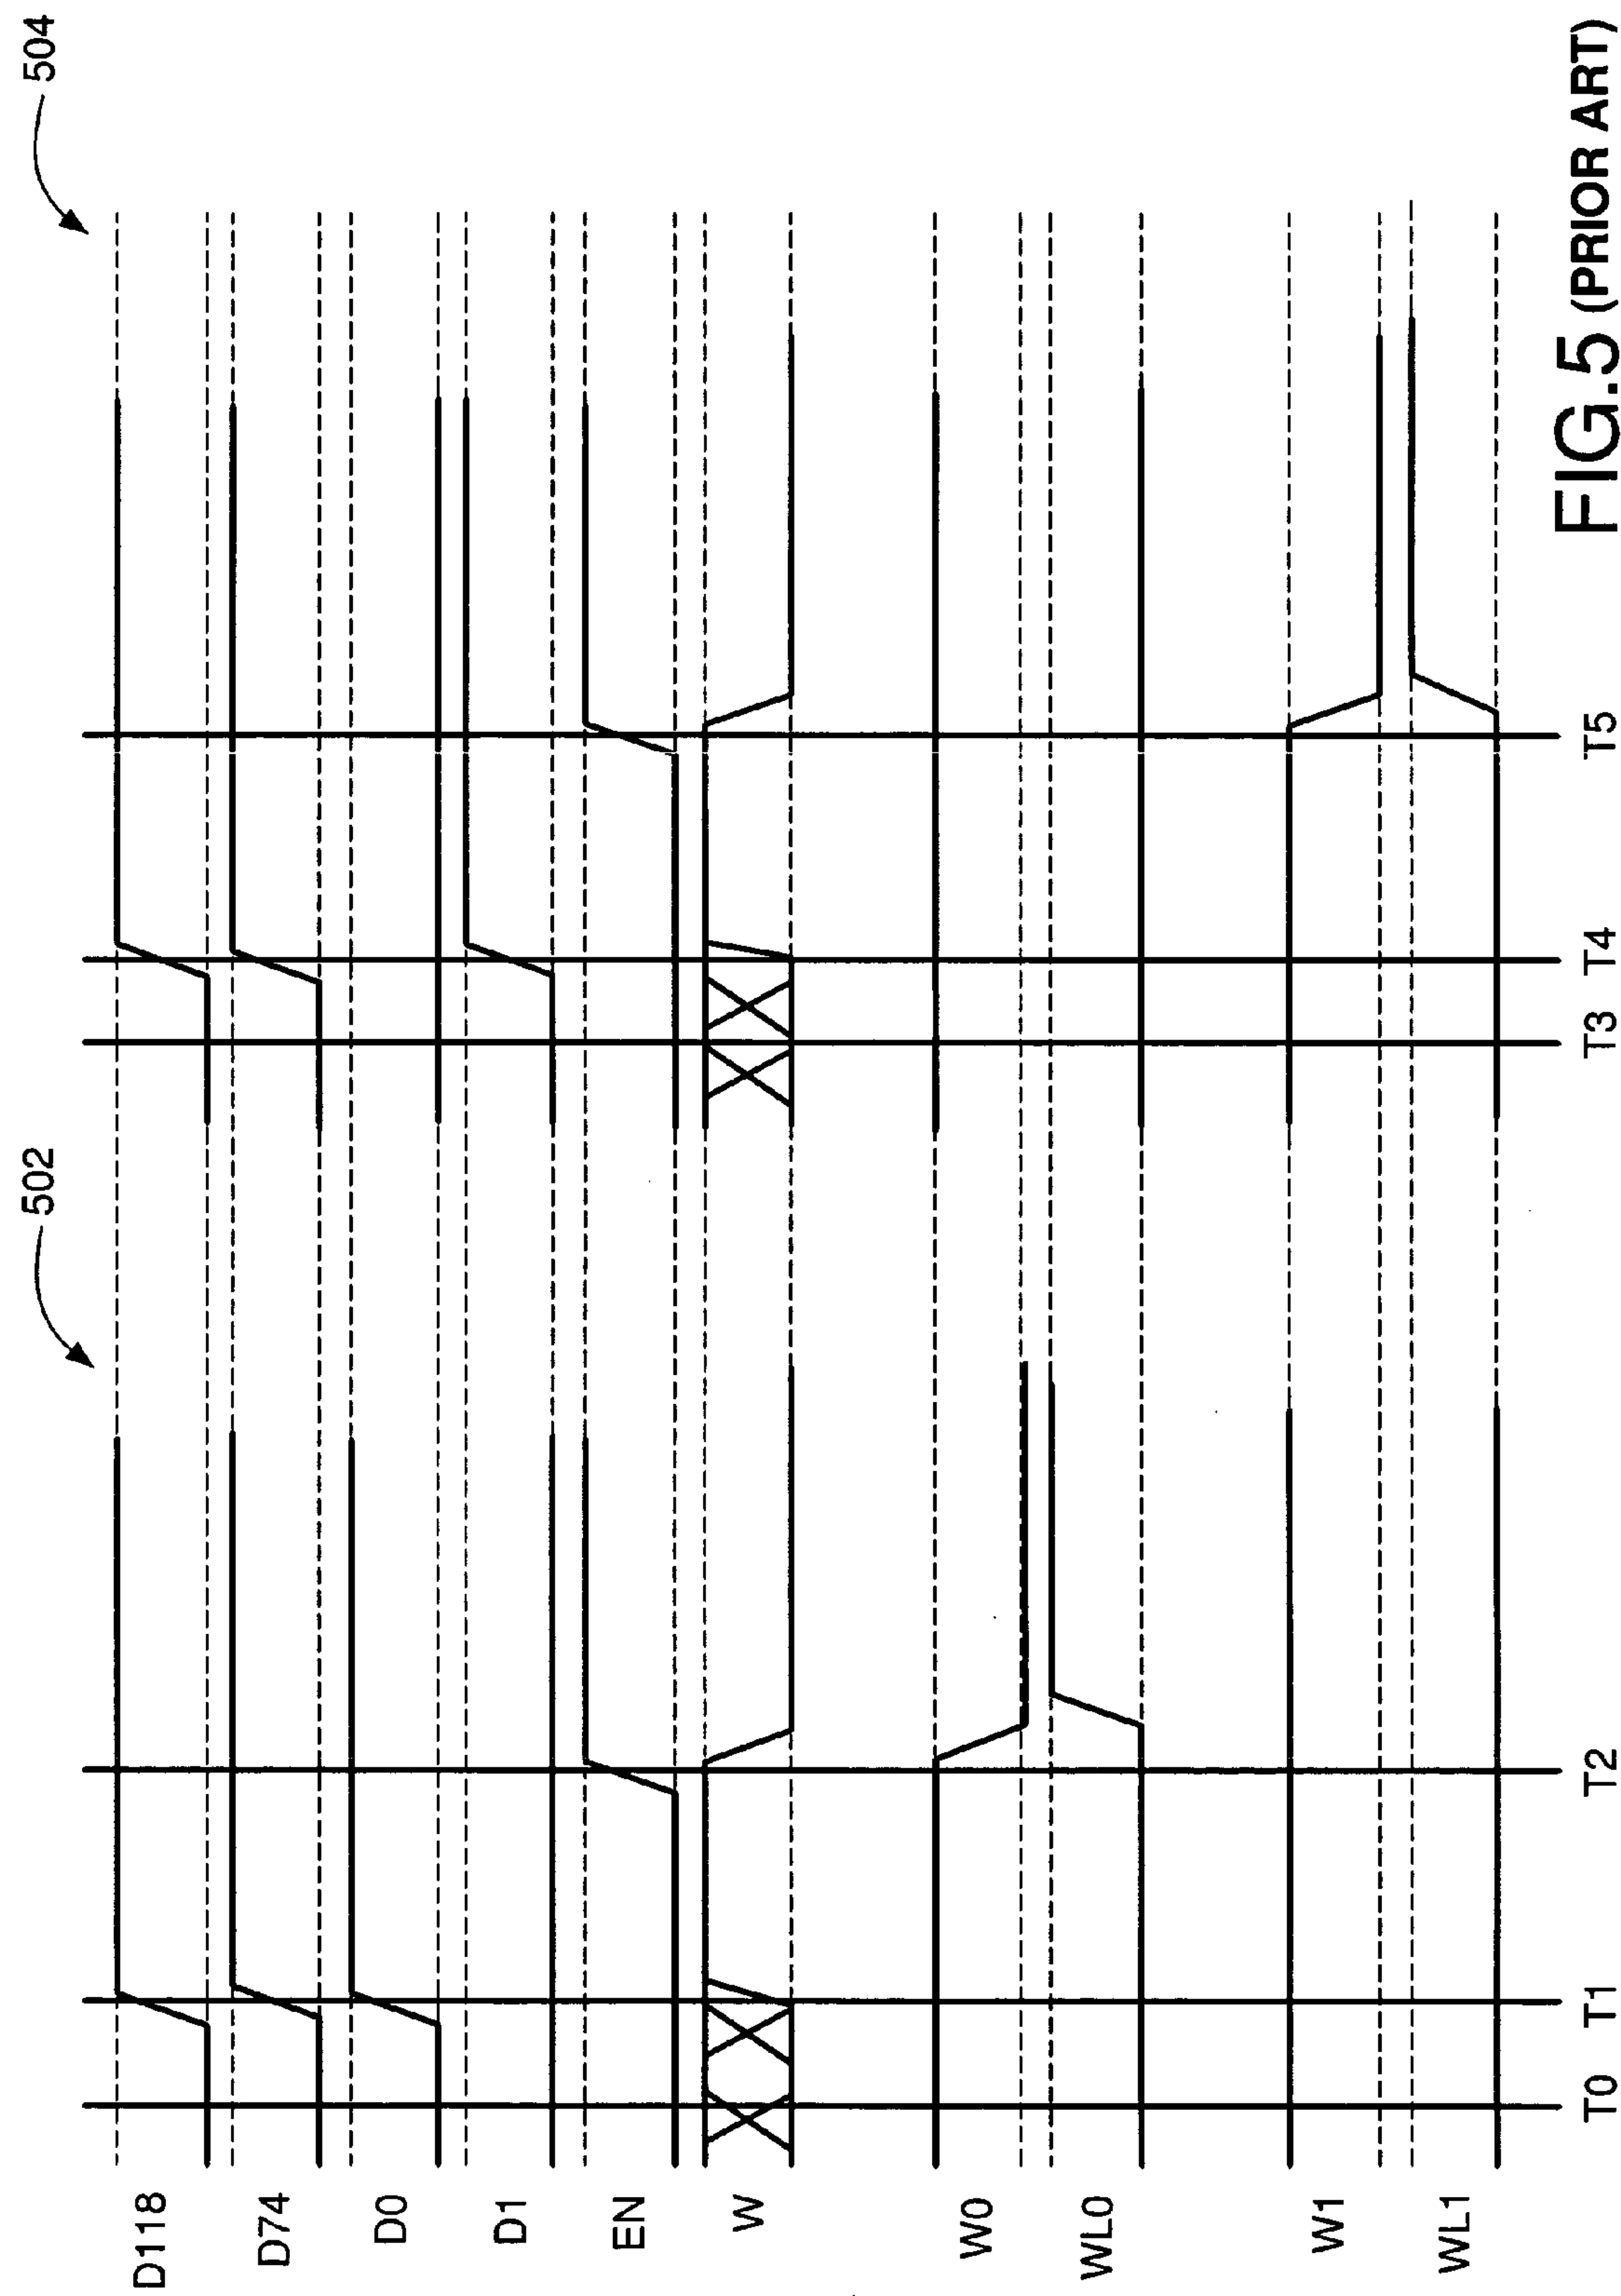 502
504
D118
D74
D0
D1
EN
W
W0
WL0
W1
WL1
T0 T1 T2 T3 T4 T5
FIG.5 (PRIOR ART)